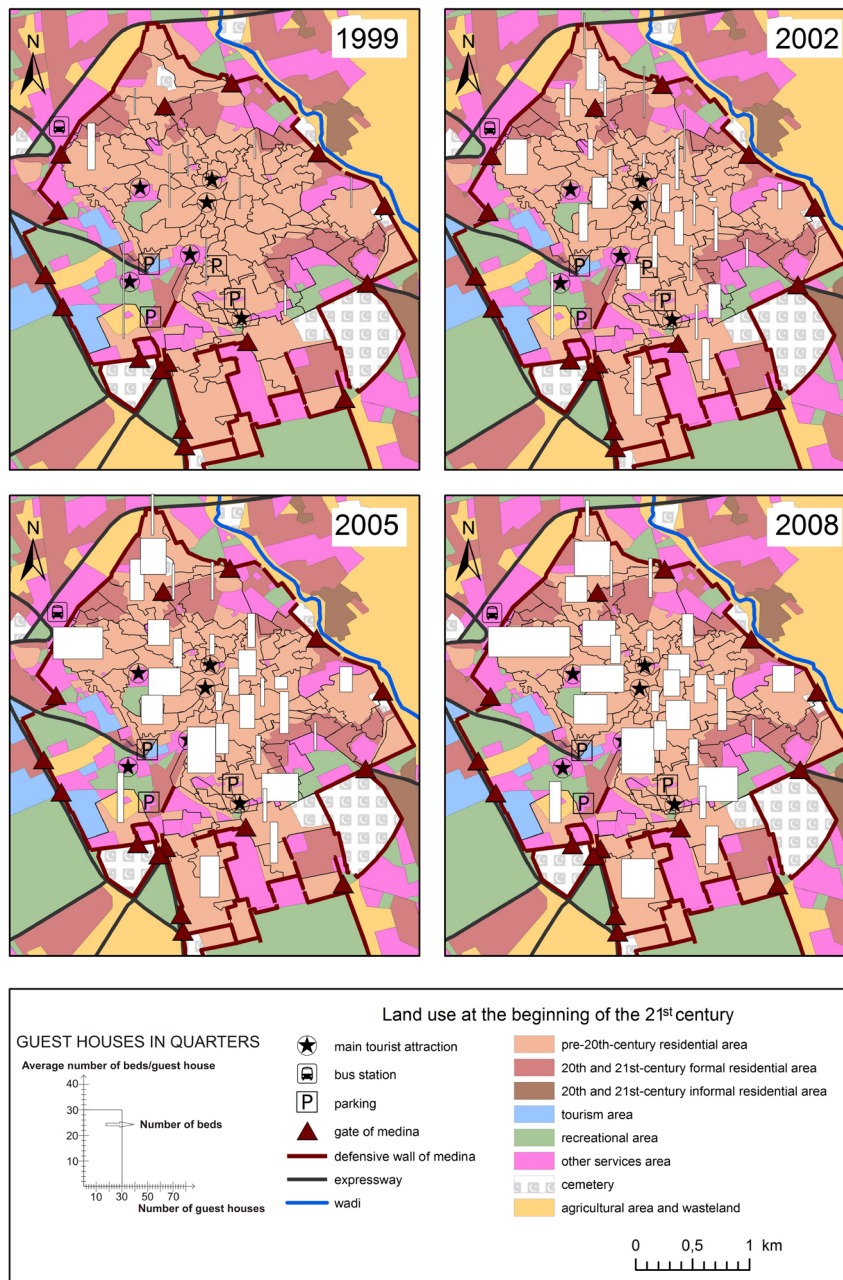 N
1999
P
P
P
P
N
2002
P
P
P
P
N
2005
P
P
P
N
2008
P
P
P
Land use at the beginning of the 21st century
GUEST HOUSES IN QUARTERS
Average number of beds/guest house
40
30
20
10
Number of beds
10 30 50 60 80
Number of guest houses
main tourist attraction
bus station
P parking
gate of medina
defensive wall of medina
expressway
wadi
pre-20th-century residential area
20th and 21st-century formal residential area
20th and 21st-century informal residential area
tourism area
recreational area
other services area
cemetery
agricultural area and wasteland
0 0,5 1 km